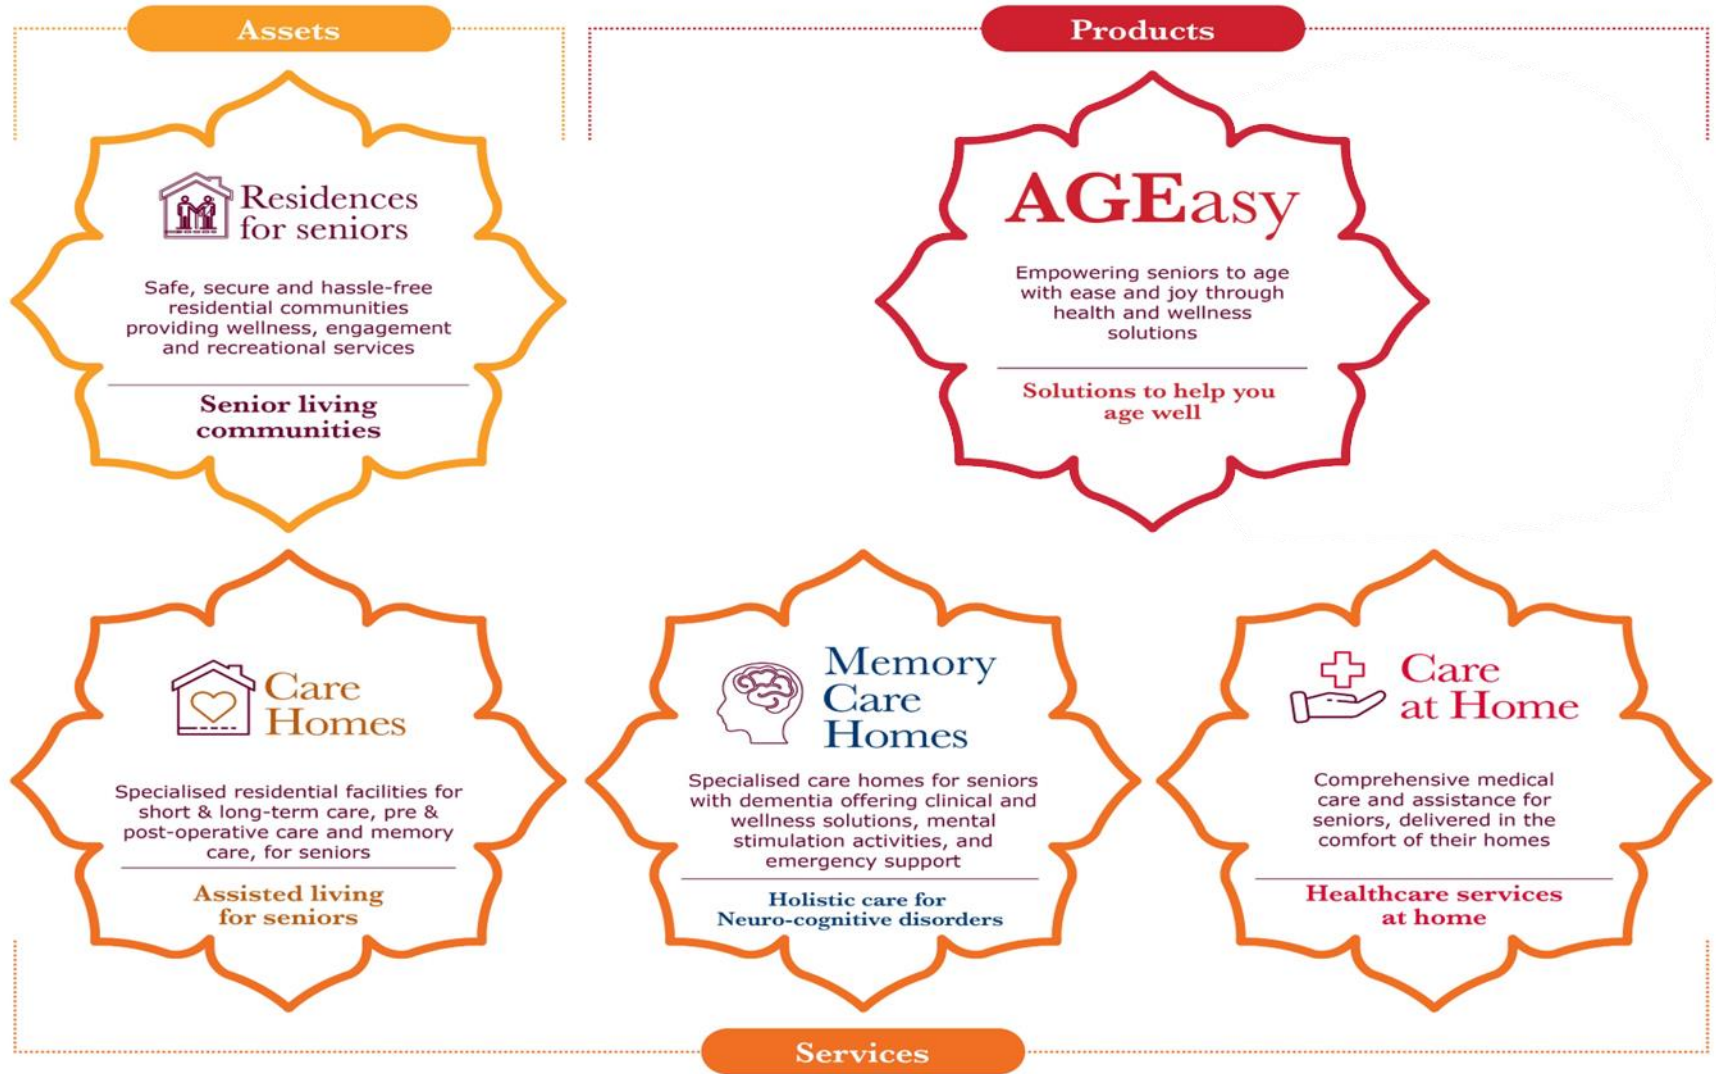 Assets
Residences
for seniors
Safe, secure and hassle-free
residential communities
providing wellness, engagement
and recreational services
Senior living
communities
Products
AGEasy
Empowering seniors to age
with ease and joy through
health and wellness
solutions
Solutions to help you
age well
Care
Homes
Specialised residential facilities for
short & long-term care, pre &
post-operative care and memory
care, for seniors
Assisted living
for seniors
Memory
Care
Homes
Specialised care homes for seniors
with dementia offering clinical and
wellness solutions, mental
stimulation activities, and
emergency support
Holistic care for
Neuro-cognitive disorders
Care
at Home
Comprehensive medical
care and assistance for
seniors, delivered in the
comfort of their homes
Healthcare services
at home
Services